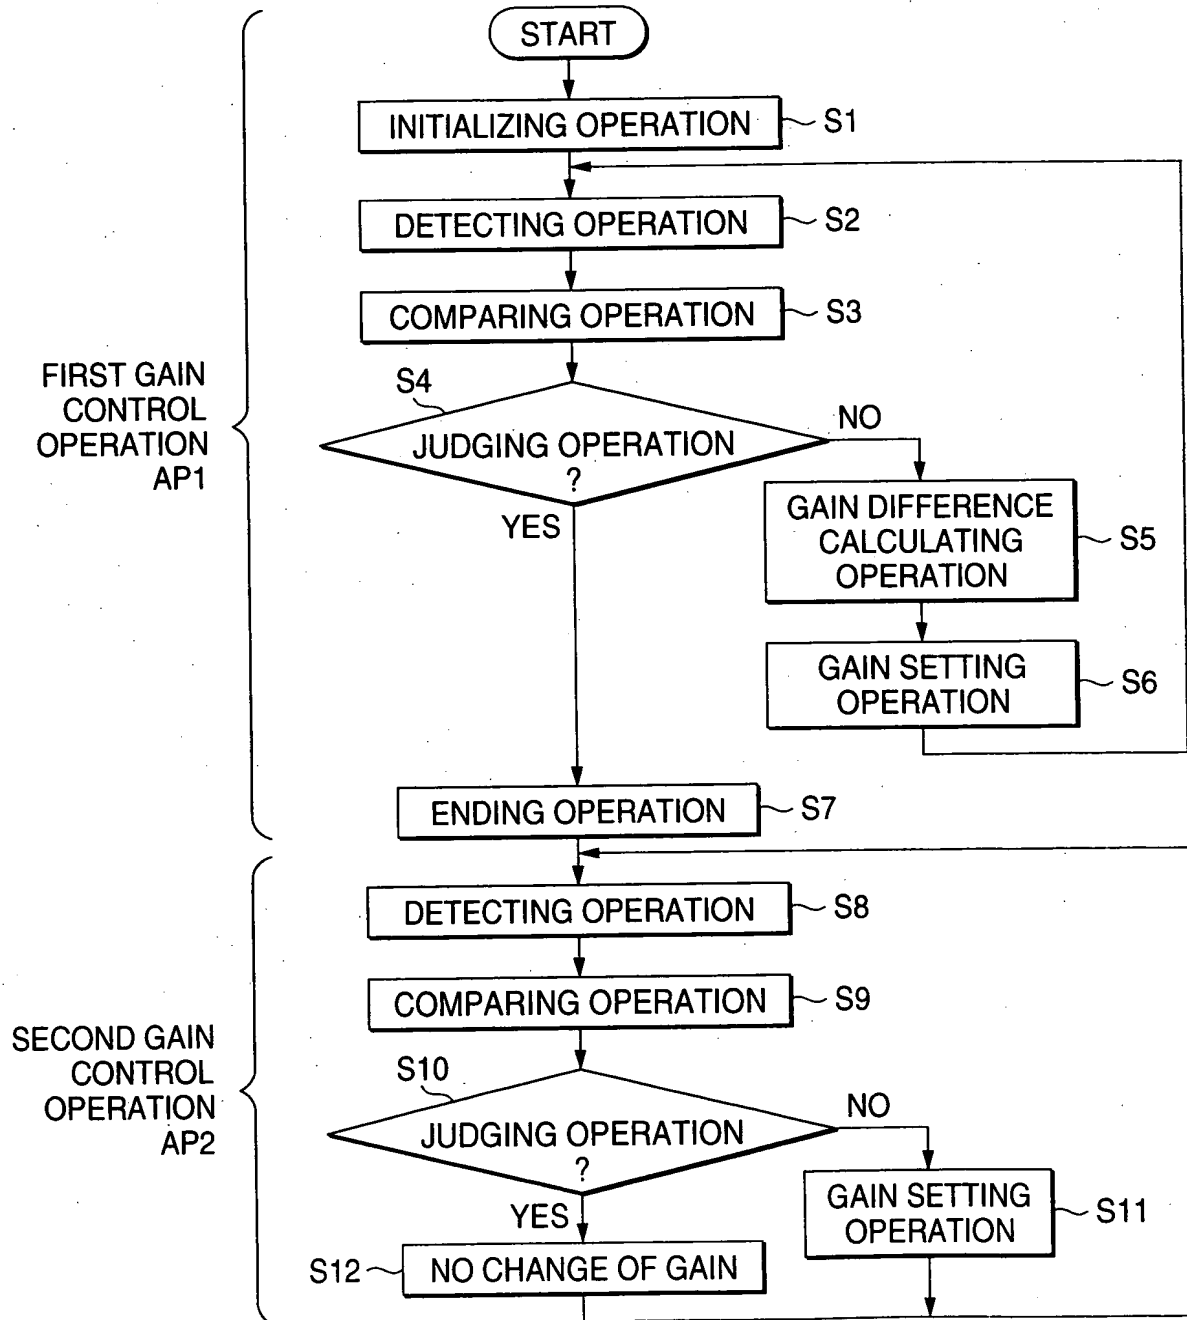 START
INITIALIZING OPERATION
S1
DETECTING OPERATION
S2
COMPARING OPERATION
S3
FIRST GAIN
CONTROL
OPERATION
AP1
S4
JUDGING OPERATION
?
NO
YES
GAIN DIFFERENCE
CALCULATING
OPERATION
S5
GAIN SETTING
OPERATION
S6
ENDING OPERATION
S7
DETECTING OPERATION
S8
COMPARING OPERATION
S9
SECOND GAIN
CONTROL
OPERATION
AP2
S10
JUDGING OPERATION
?
NO
YES
GAIN SETTING
OPERATION
S11
S12
NO CHANGE OF GAIN